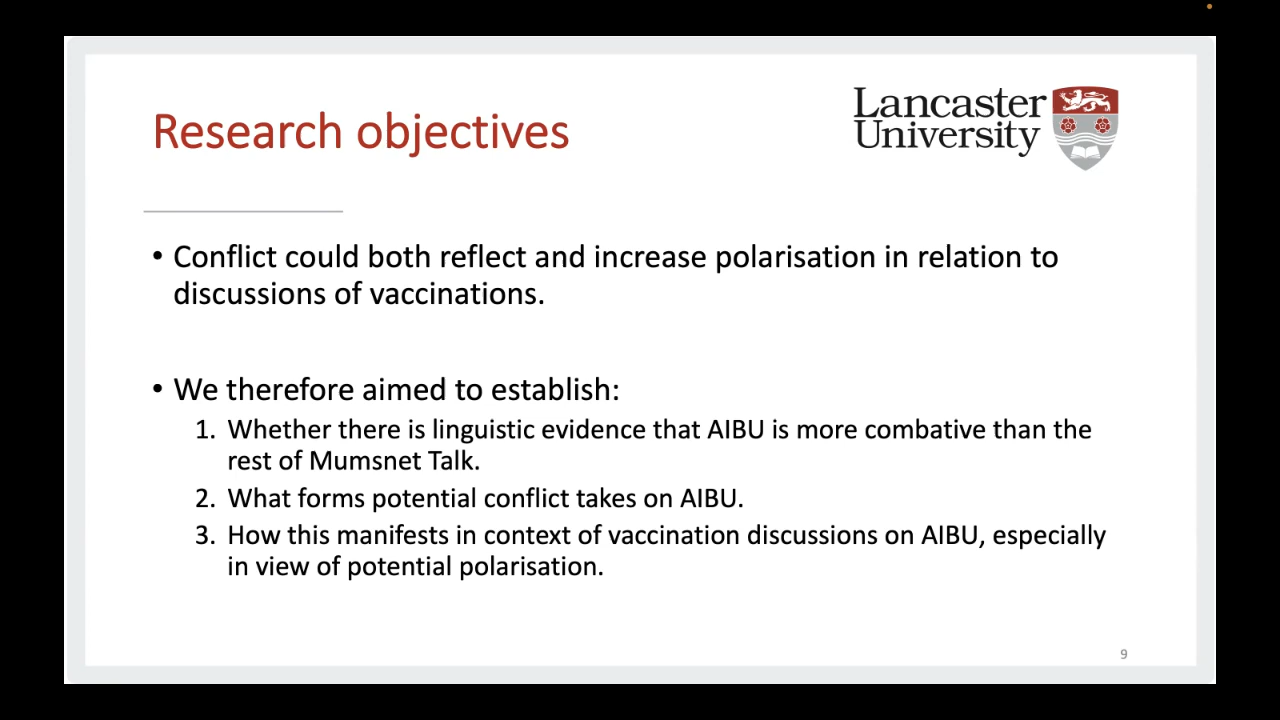 Research objectives
Lancaster
University
• Conflict could both reflect and increase polarisation in relation to
discussions of vaccinations.
• We therefore aimed to establish:
1. Whether there is linguistic evidence that AIBU is more combative than the
rest of Mumsnet Talk.
2. What forms potential conflict takes on AIBU.
3. How this manifests in context of vaccination discussions on AIBU, especially
in view of potential polarisation.
9